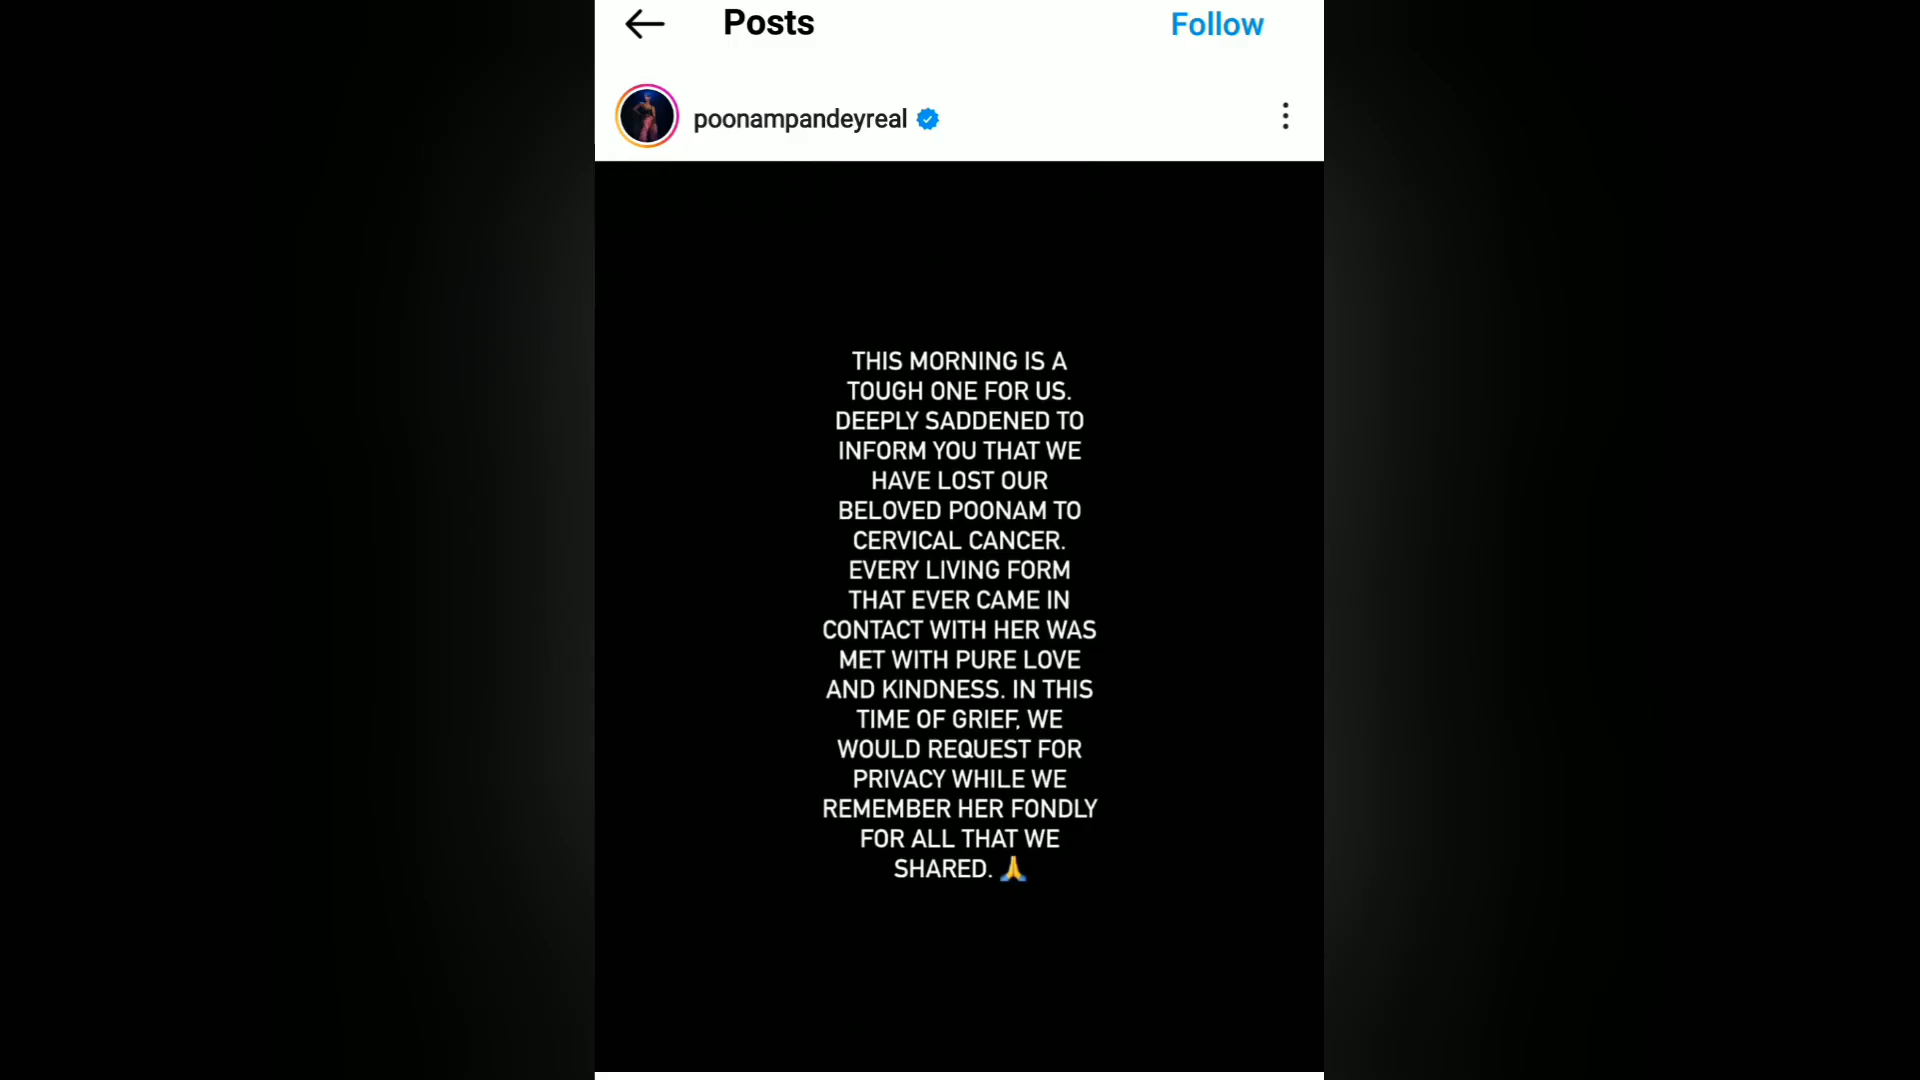 Posts
Follow
poonampandeyreal
THIS MORNING IS A
TOUGH ONE FOR US.
DEEPLY SADDENED TO
INFORM YOU THAT WE
HAVE LOST OUR
BELOVED POONAM TO
CERVICAL CANCER.
EVERY LIVING FORM
THAT EVER CAME IN
CONTACT WITH HER WAS
MET WITH PURE LOVE
AND KINDNESS. IN THIS
TIME OF GRIEF, WE
WOULD REQUEST FOR
PRIVACY WHILE WE
REMEMBER HER FONDLY
FOR ALL THAT WE
SHARED. 🙏